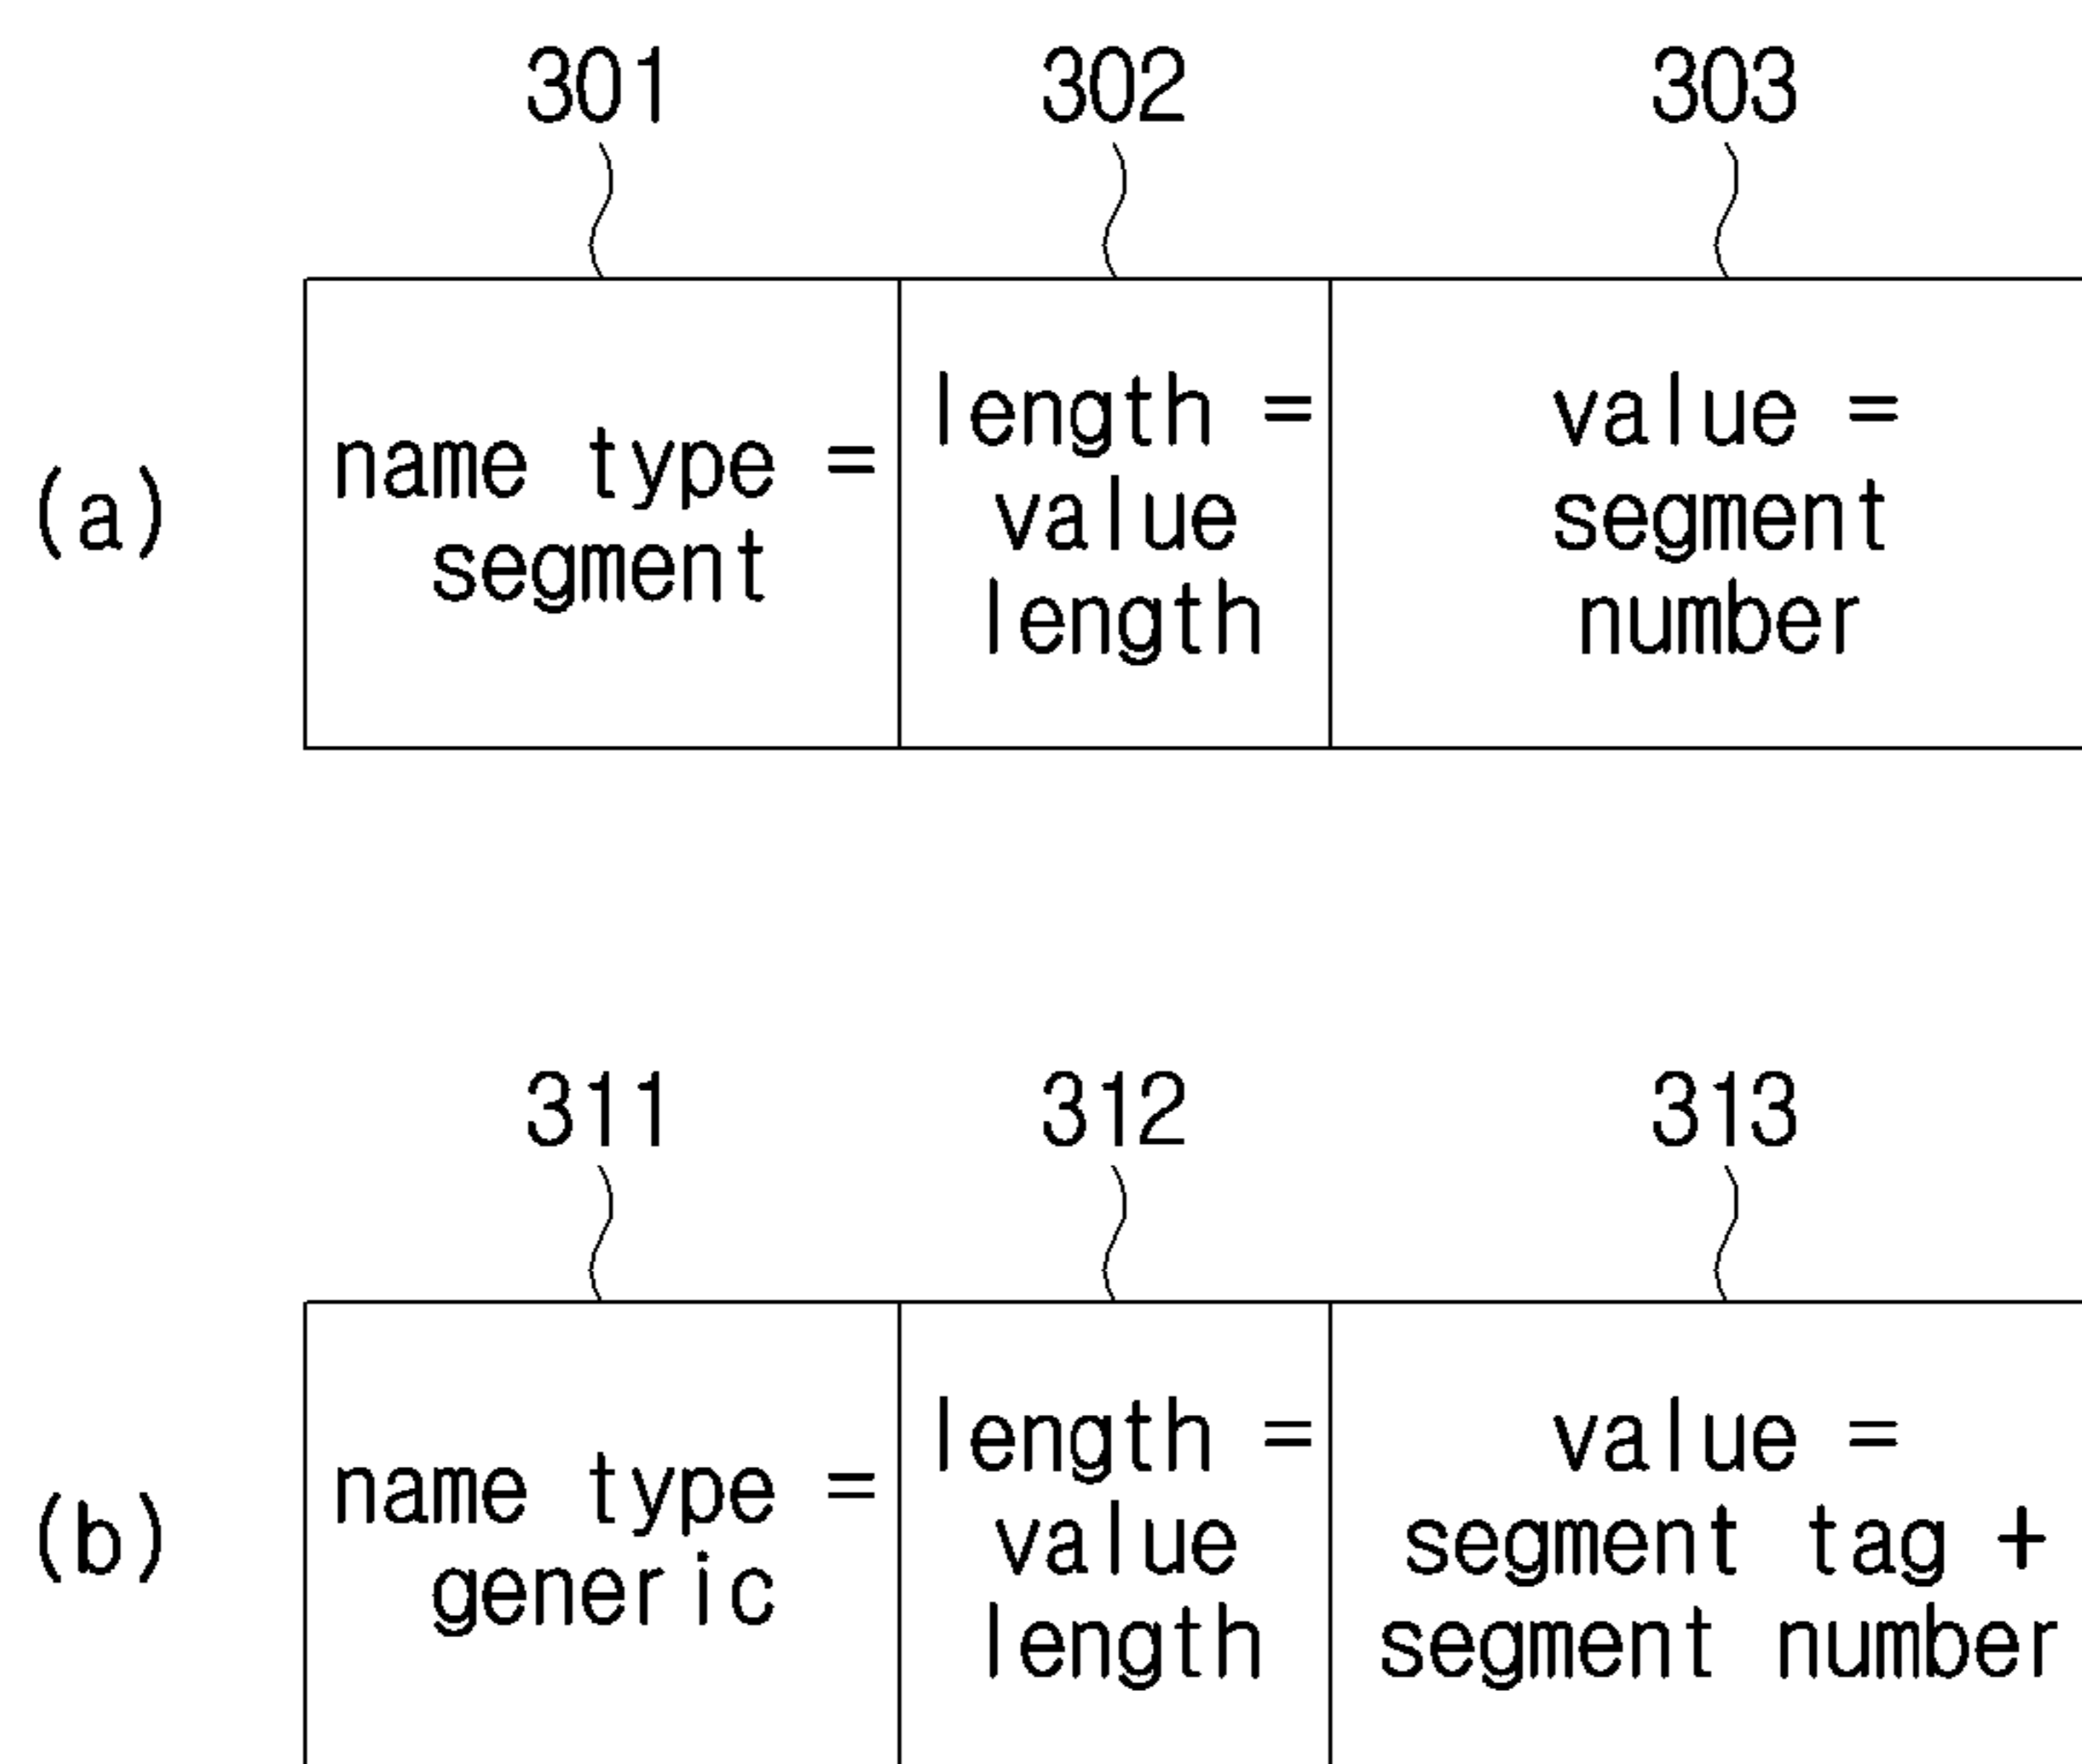 301 302 303
(a)
name type =
segment
length =
value
length
value =
segment
number
311 312 313
(b)
name type =
generic
length =
value
length
value =
segment tag +
segment number